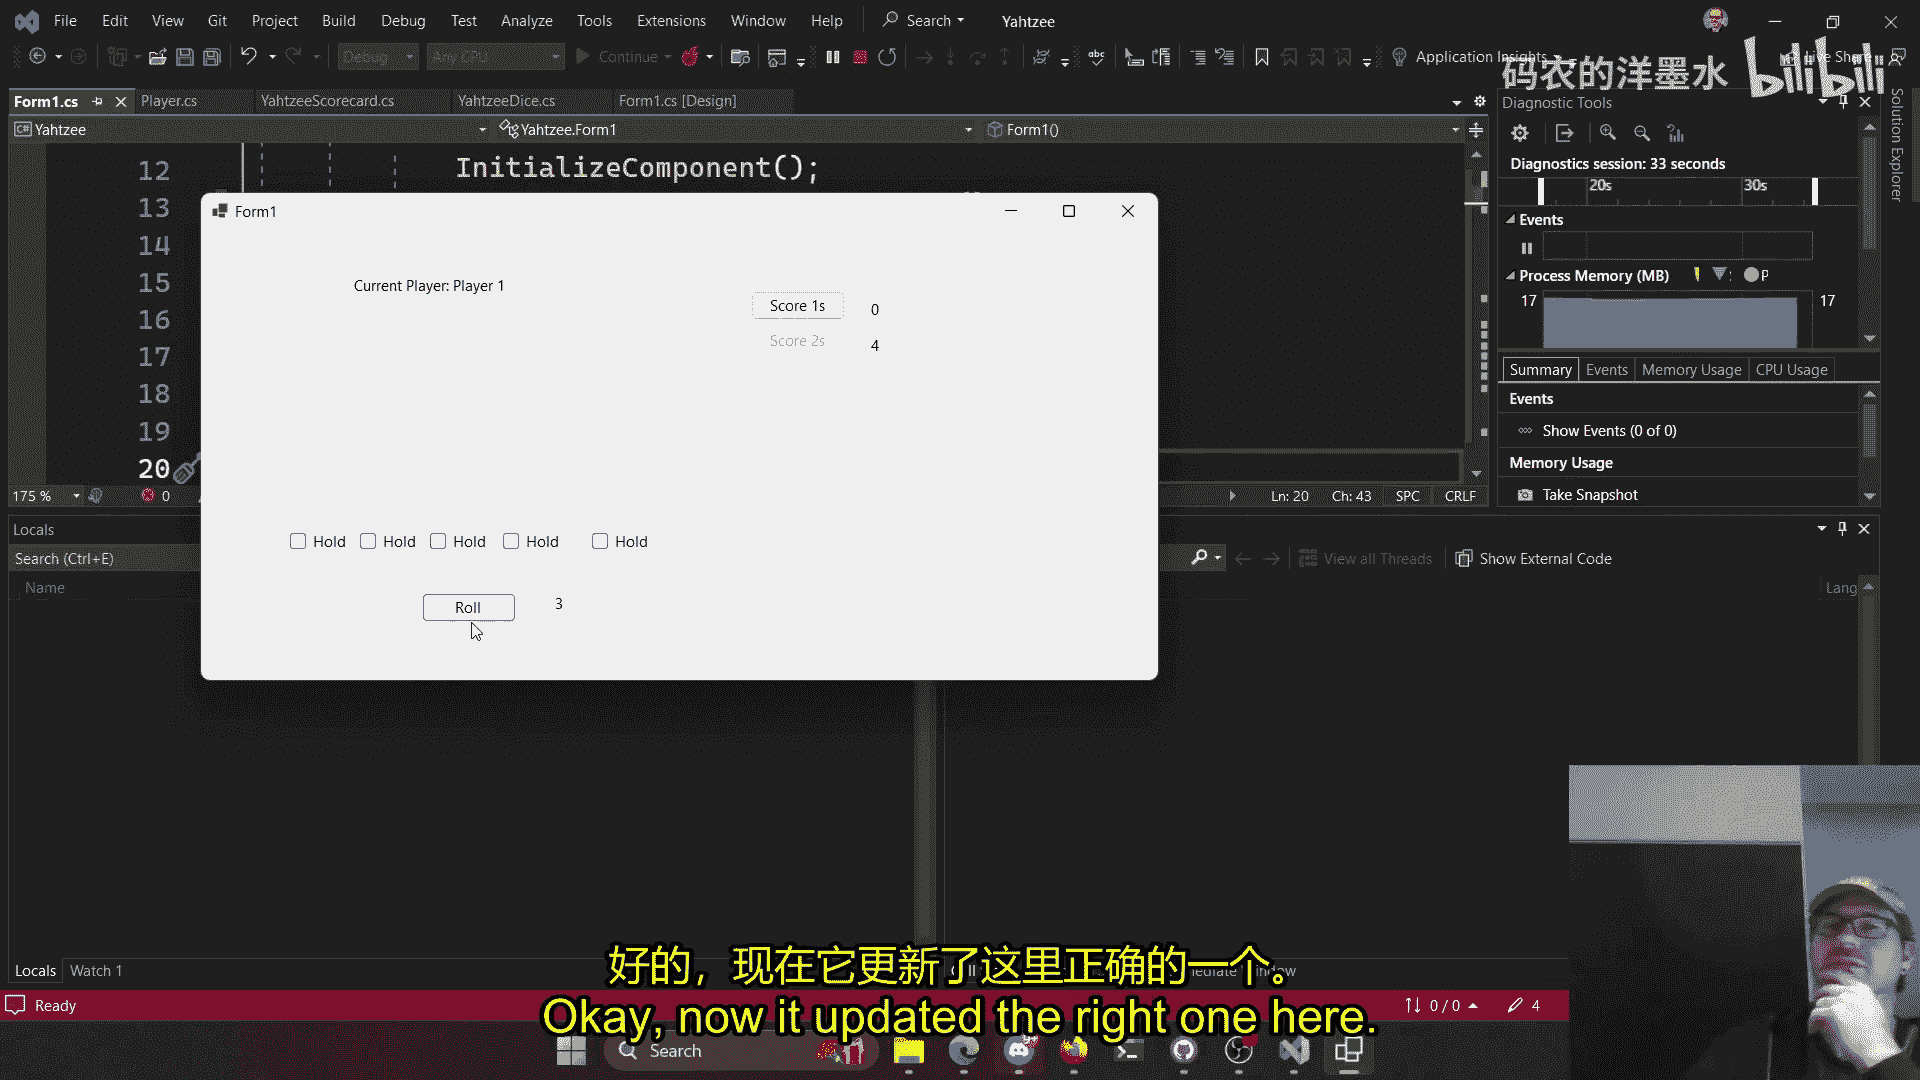 File Edit View Git Project Build Debug Test Analyze Tools Extensions Window Help Search Yahtzee
Debug Any CPU Continue Application Insights Live Share
码衣的洋墨水 bilibili
Form1.cs Player.cs YahtzeeScorecard.cs YahtzeeDice.cs Form1.cs [Design]
Diagnostic Tools
Yahtzee Yahtzee.Form1 Form1()
Solution Explorer
12 InitializeComponent();
13
14
15
16
17
18
19
20
Diagnostics session: 33 seconds
20s 30s
Events
Process Memory (MB) P
17 17
Summary Events Memory Usage CPU Usage
Events
Show Events (0 of 0)
Memory Usage
Take Snapshot
Form1
Current Player: Player 1
Score 1s 0
Score 2s 4
Hold Hold Hold Hold Hold
Roll 3
175 % 0 Ln: 20 Ch: 43 SPC CRLF
Locals
Search (Ctrl+E) View all Threads Show External Code
Name Lang
Locals Watch 1
好的，现在它更新了这里正确的一个。
Okay, now it updated the right one here.
Ready 0 / 0 4
Search